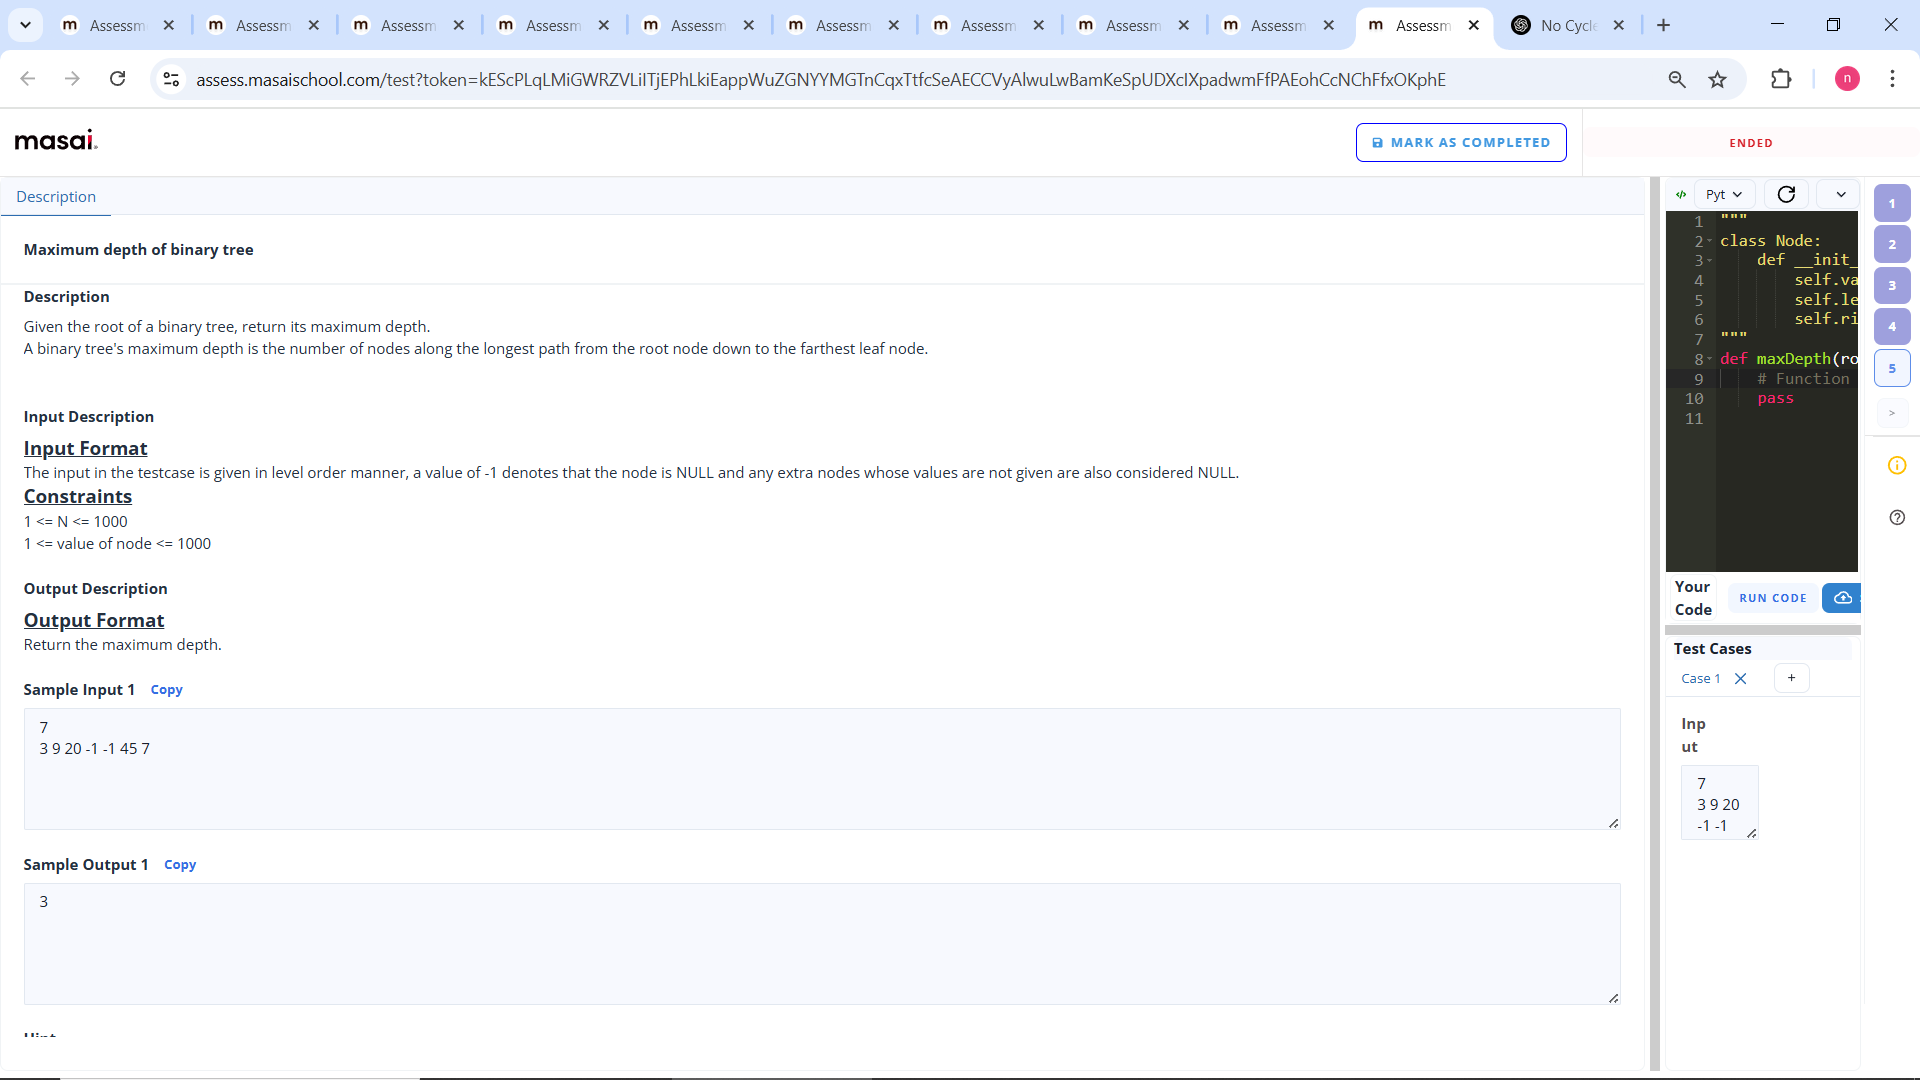 Assessm
Assessm
Assessm
Assessm
Assessm
Assessm
Assessm
Assessm
Assessm
Assessm
No Cycle
assess.masaischool.com/test?token=kEScPLqLMiGWRZVLiITjEPhLkiEappWuZGNYYMGTnCqxTtfcSeAECCVyAlwuLwBamKeSpUDXcIXpadwmFfPAEohCcNChFfxOKphE
n
masai.
MARK AS COMPLETED
ENDED
Description
Maximum depth of binary tree
Description
Given the root of a binary tree, return its maximum depth.
A binary tree's maximum depth is the number of nodes along the longest path from the root node down to the farthest leaf node.
Input Description
Input Format
The input in the testcase is given in level order manner, a value of -1 denotes that the node is NULL and any extra nodes whose values are not given are also considered NULL.
Constraints
1 <= N <= 1000
1 <= value of node <= 1000
Output Description
Output Format
Return the maximum depth.
Sample Input 1 Copy
7
3 9 20 -1 -1 45 7
Sample Output 1 Copy
3
Hint
</> Pyt
1 """
2 class Node:
3 def __init_
4 self.va
5 self.le
6 self.ri
7 """
8 def maxDepth(ro
9 # Function
10 pass
11
Your Code
RUN CODE
Test Cases
Case 1
+
Inp
ut
7
3 9 20
-1 -1
1
2
3
4
5
>